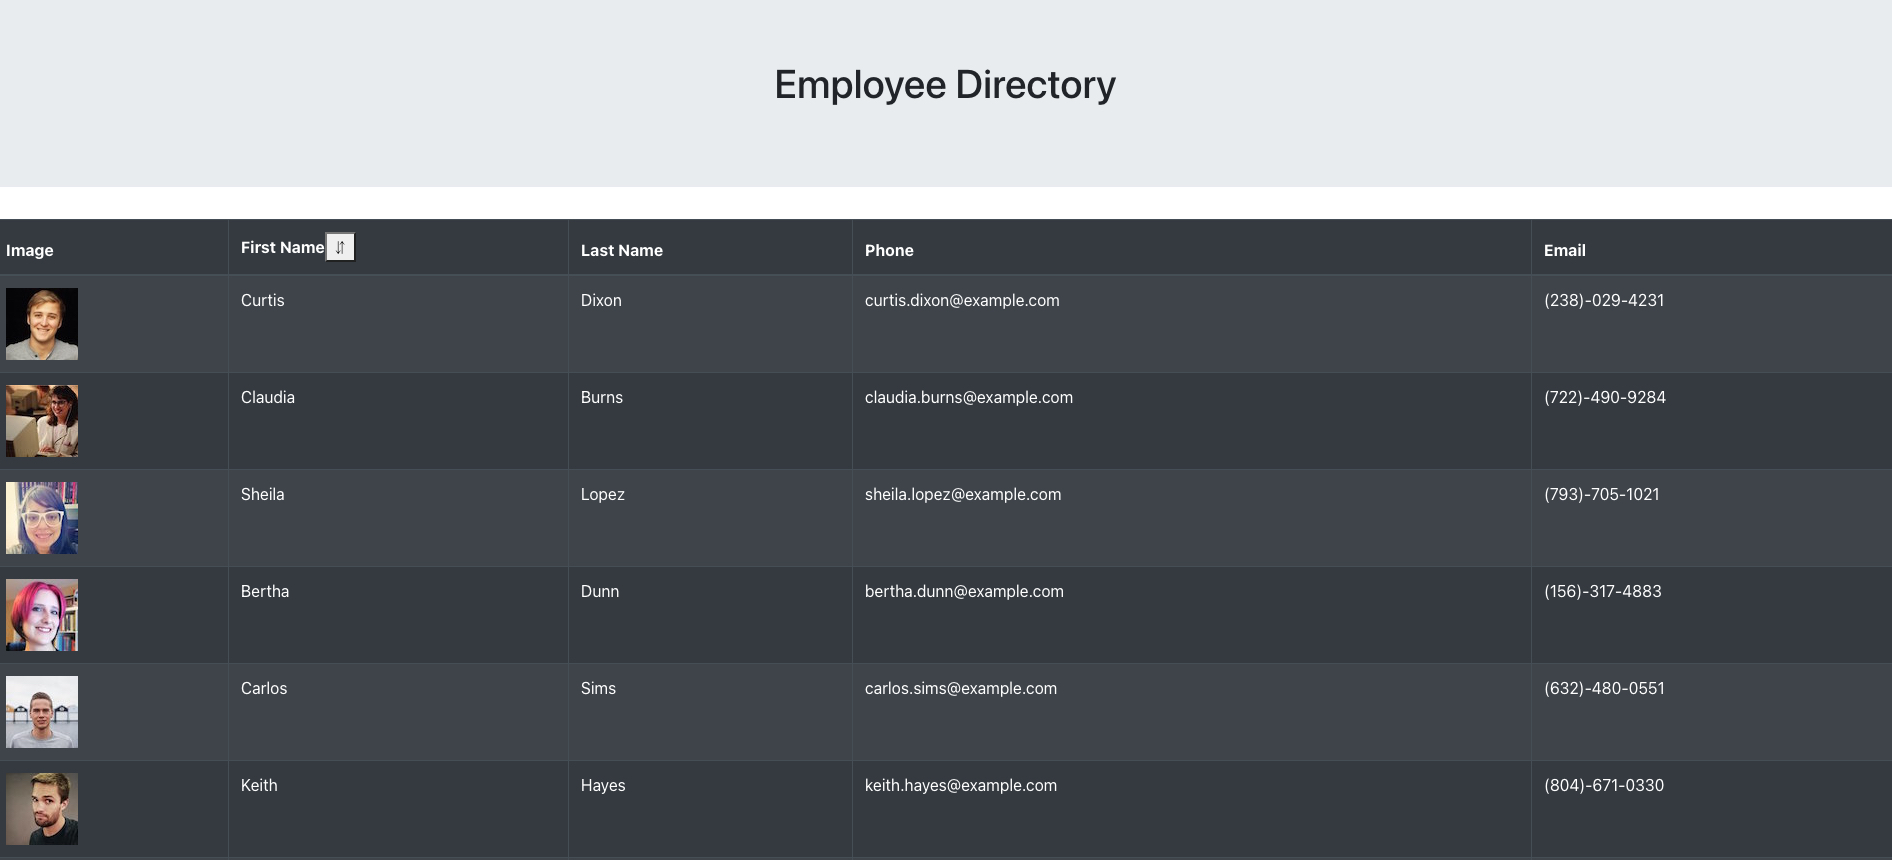 Employee Directory
Image First Name ⇵ Last Name Phone Email
Curtis Dixon curtis.dixon@example.com (238)-029-4231
Claudia Burns claudia.burns@example.com (722)-490-9284
Sheila Lopez sheila.lopez@example.com (793)-705-1021
Bertha Dunn bertha.dunn@example.com (156)-317-4883
Carlos Sims carlos.sims@example.com (632)-480-0551
Keith Hayes keith.hayes@example.com (804)-671-0330